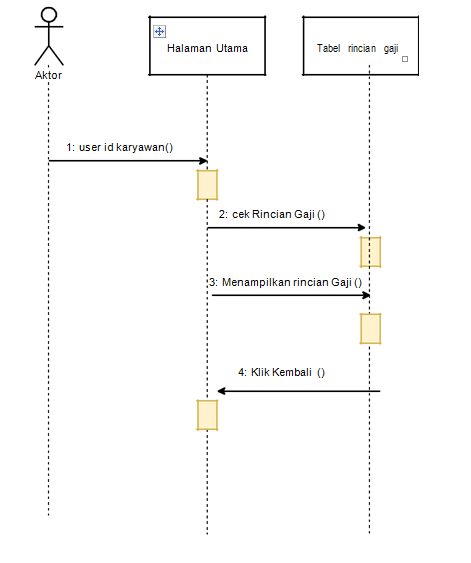 Halaman Utama
Tabel rincian gaji
Aktor
1: user id karyawan()
2: cek Rincian Gaji ()
3: Menampilkan rincian Gaji ()
4: Klik Kembali ()